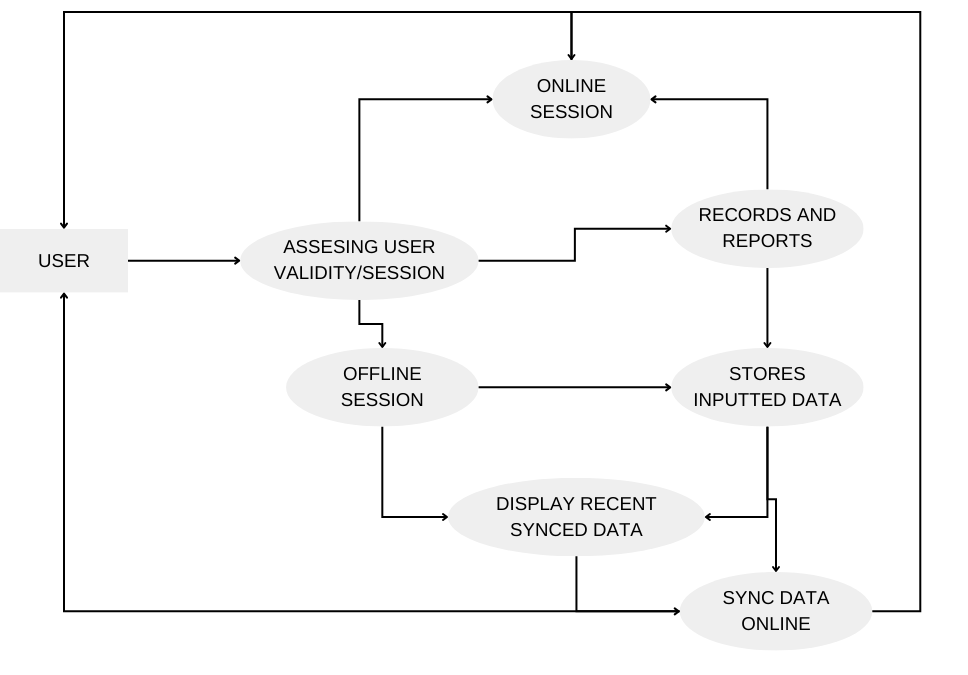 ONLINE
SESSION
RECORDS AND
REPORTS
USER
ASSESING USER
VALIDITY/SESSION
OFFLINE
SESSION
STORES
INPUTTED DATA
DISPLAY RECENT
SYNCED DATA
SYNC DATA
ONLINE